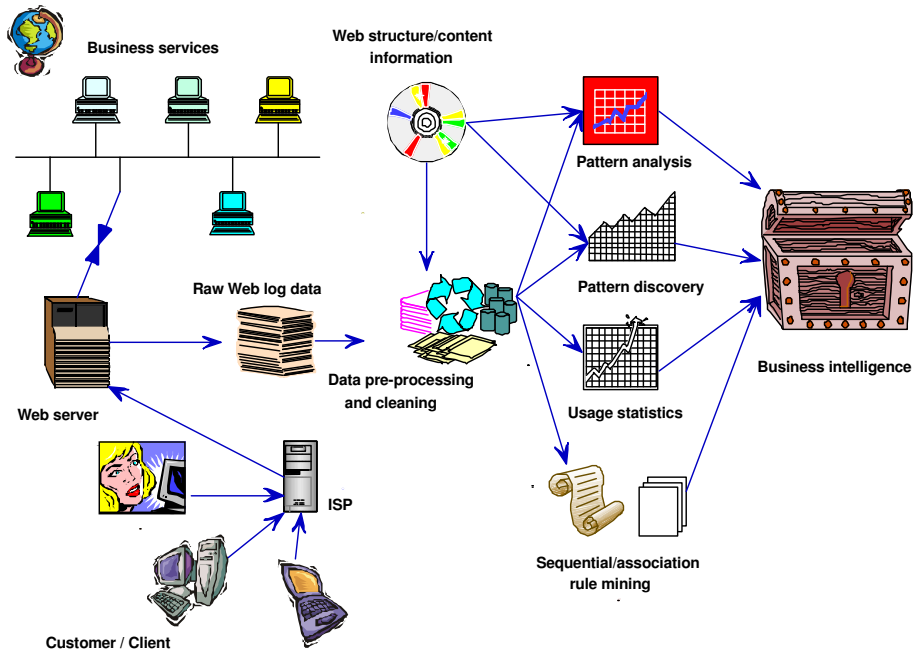 Business services
Web structure/content
information
Pattern analysis
Raw Web log data
Pattern discovery
Data pre-processing
and cleaning
Business intelligence
Web server
Usage statistics
ISP
Sequential/association
rule mining
Customer / Client